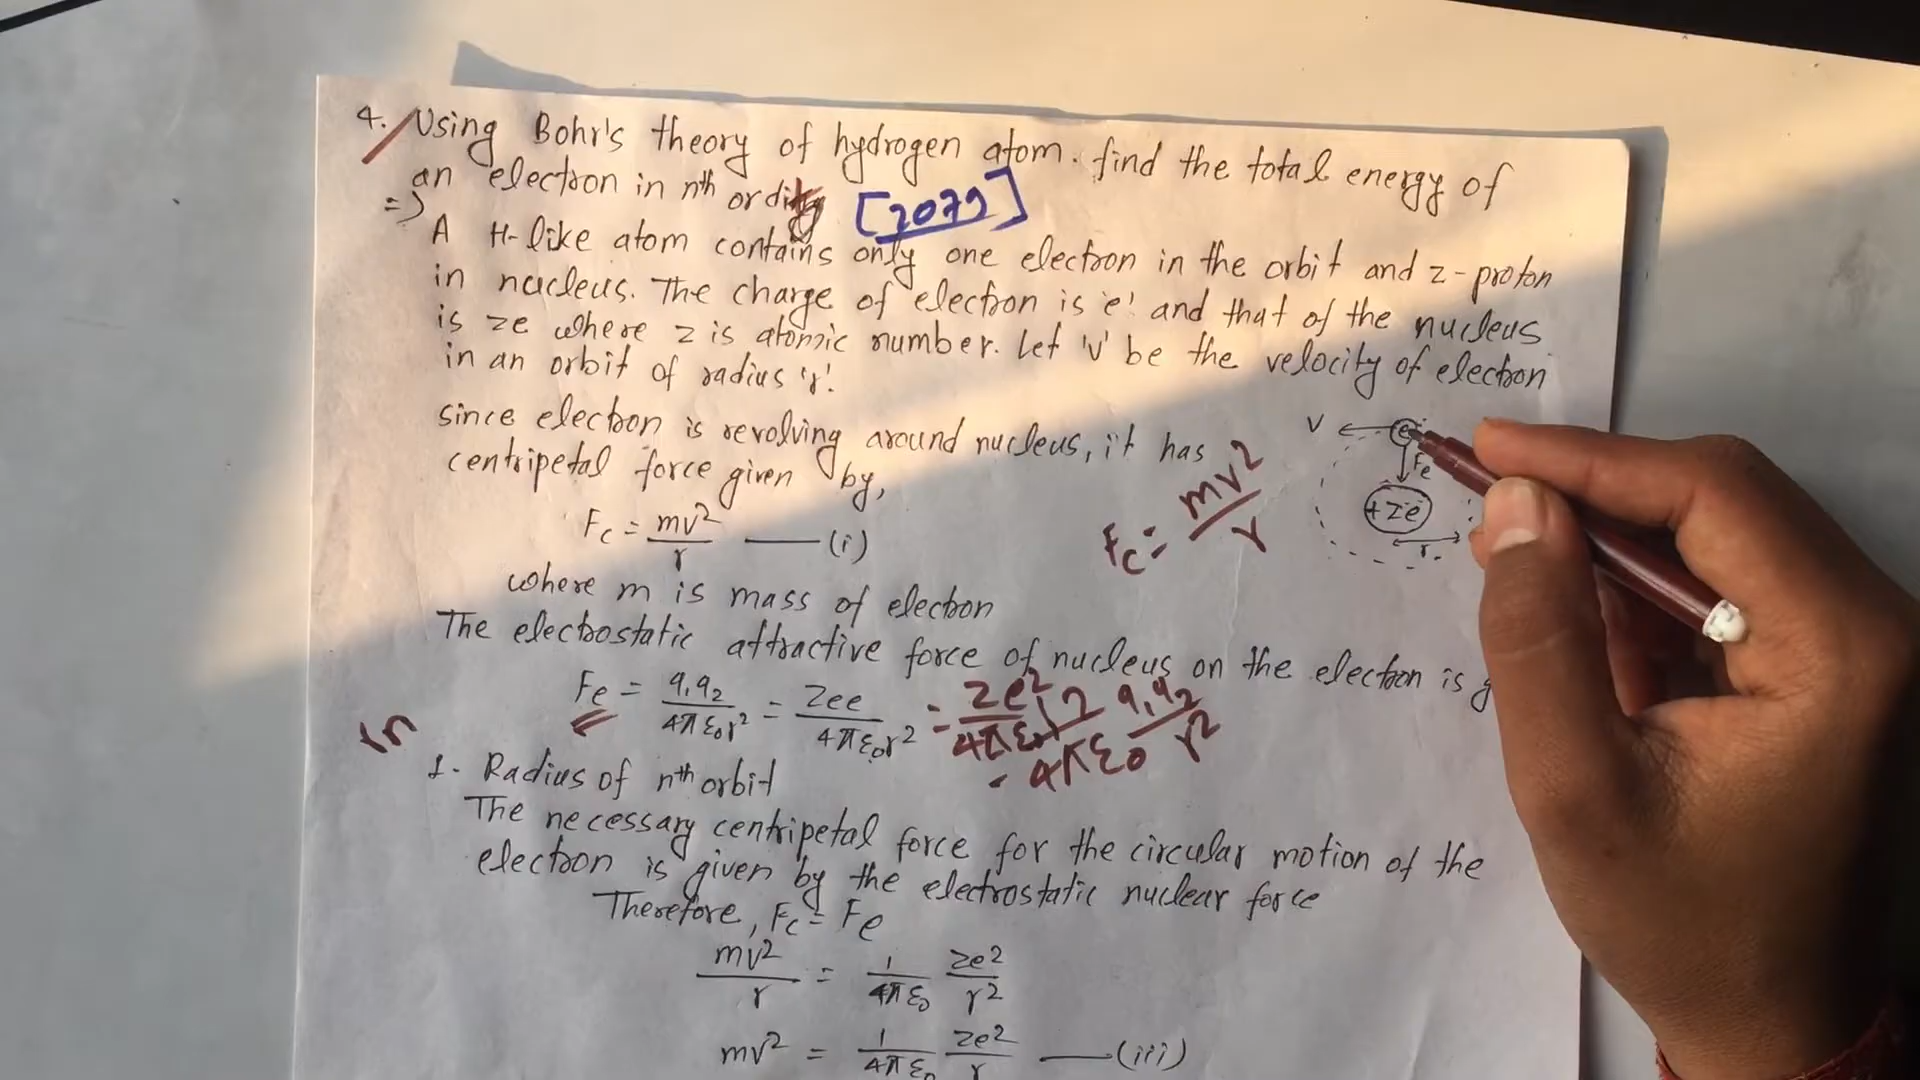 4. Using Bohr's theory of hydrogen atom. find the total energy of
an electron in nth
[2079]
=> A H-like atom contains only one electron in the orbit and z-proton
in nucleus. The charge of electron is 'e' and that of the nucleus
is ze where z is atomic number. Let 'v' be the velocity of electron
in an orbit of radius 'r'.
since electron is revolving around nucleus, it has
centripetal force given by,
Fc = mv²/r ——— (i)
Fc = mv²/r
V e
Fe
+ze
r
where m is mass of electron
The electrostatic attractive force of nucleus on the electron is g
Fe = q₁q₂/4πε₀r² = Zee/4πε₀r² = Ze²/4πε₀r²
1/4πε₀ q₁q₂/r²
1. Radius of nth orbit
The necessary centripetal force for the circular motion of the
electron is given by the electrostatic nuclear force
Therefore, Fc = Fe
mv²/r = 1/4πε₀ ze²/r²
mv² = 1/4πε₀ ze²/r ——— (iii)